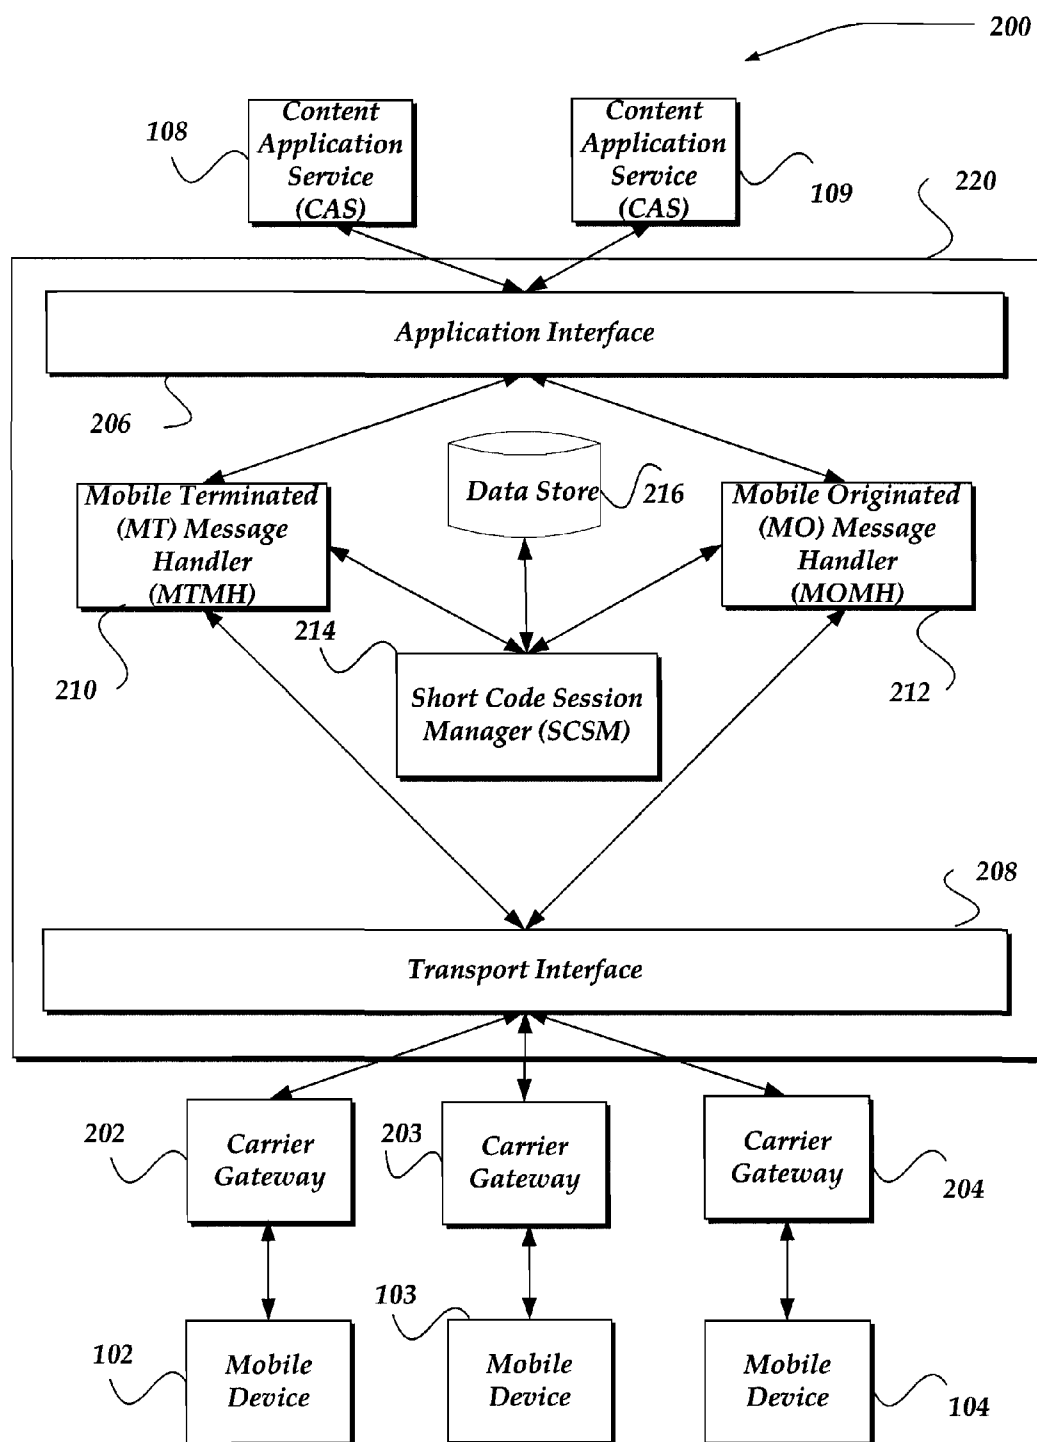 200
Content
Application
Service
(CAS)
108
Content
Application
Service
(CAS)
109
220
Application Interface
206
Mobile Terminated
(MT) Message
Handler
(MTMH)
210
Data Store
216
Mobile Originated
(MO) Message
Handler
(MOMH)
212
214
Short Code Session
Manager (SCSM)
208
Transport Interface
202
Carrier
Gateway
203
Carrier
Gateway
Carrier
Gateway
204
102
Mobile
Device
103
Mobile
Device
Mobile
Device
104